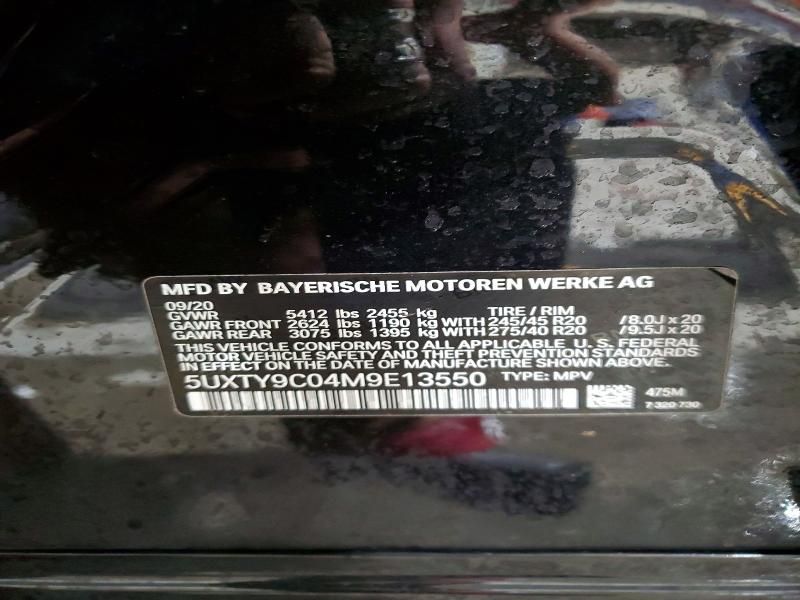 MFD BY BAYERISCHE MOTOREN WERKE AG
09/20
GVWR 5412 lbs 2455 kg TIRE / RIM
GAWR FRONT 2624 lbs 1190 kg WITH 245/45 R20 /8.0J x 20
GAWR REAR 3075 lbs 1395 kg WITH 275/40 R20 /9.5J x 20
THIS VEHICLE CONFORMS TO ALL APPLICABLE U. S. FEDERAL
MOTOR VEHICLE SAFETY AND THEFT PREVENTION STANDARDS
IN EFFECT ON THE DATE OF MANUFACTURE SHOWN ABOVE.
5UXTY9C04M9E13550 TYPE: MPV
475M
7 320 730